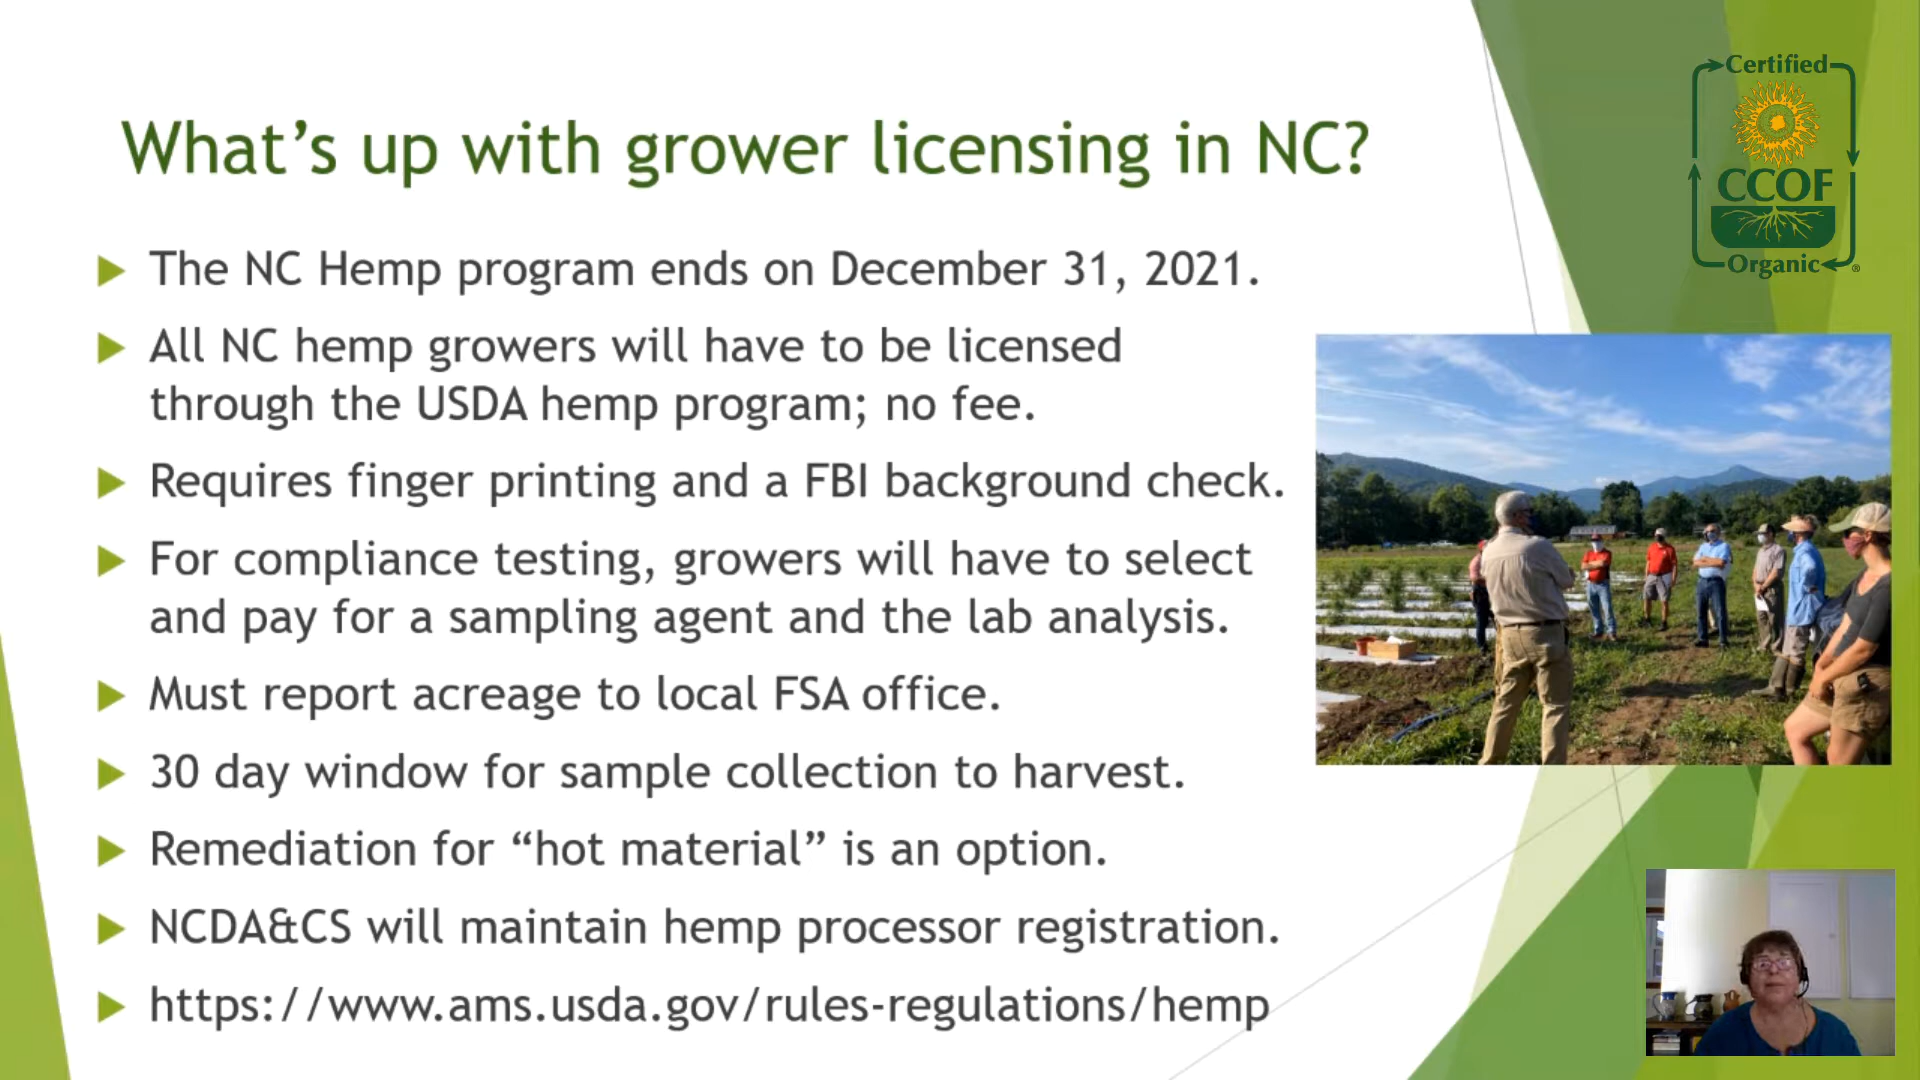 What’s up with grower licensing in NC?
The NC Hemp program ends on December 31, 2021.
All NC hemp growers will have to be licensed
through the USDA hemp program; no fee.
Requires finger printing and a FBI background check.
For compliance testing, growers will have to select
and pay for a sampling agent and the lab analysis.
Must report acreage to local FSA office.
30 day window for sample collection to harvest.
Remediation for “hot material” is an option.
NCDA&CS will maintain hemp processor registration.
https://www.ams.usda.gov/rules-regulations/hemp
Certified
CCOF
Organic
®